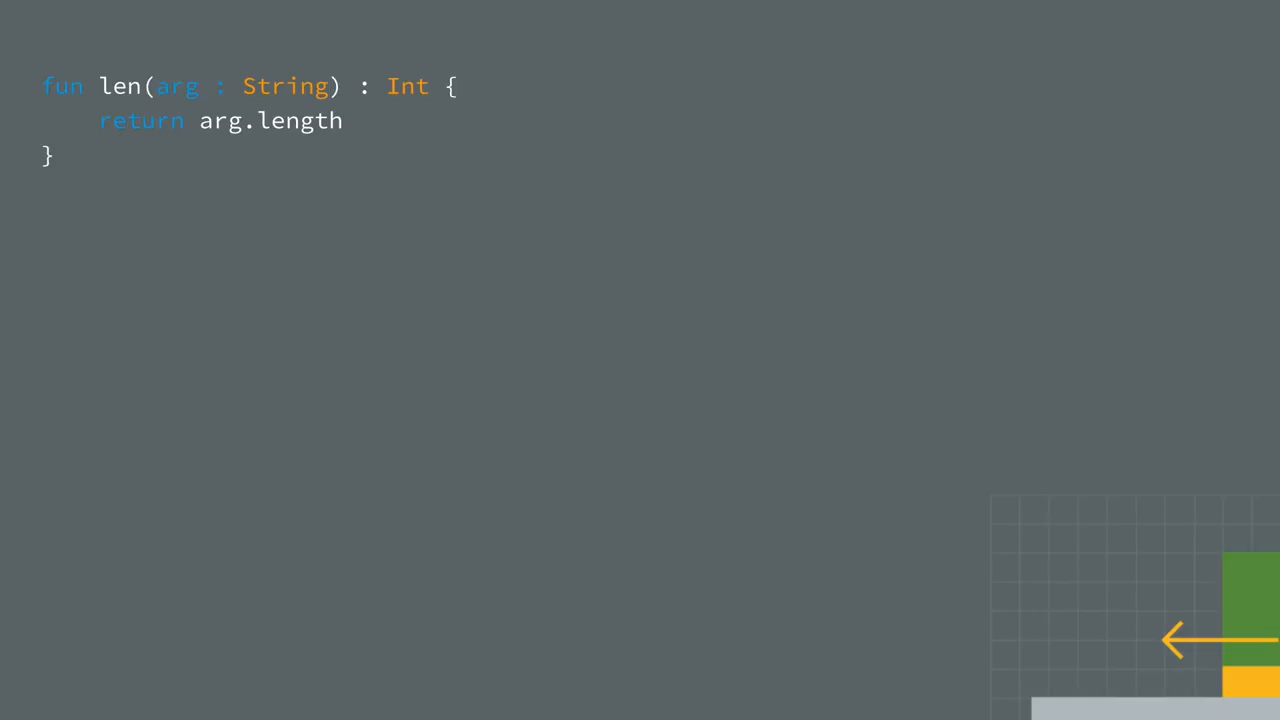 fun len(arg : String) : Int {
    return arg.length
}